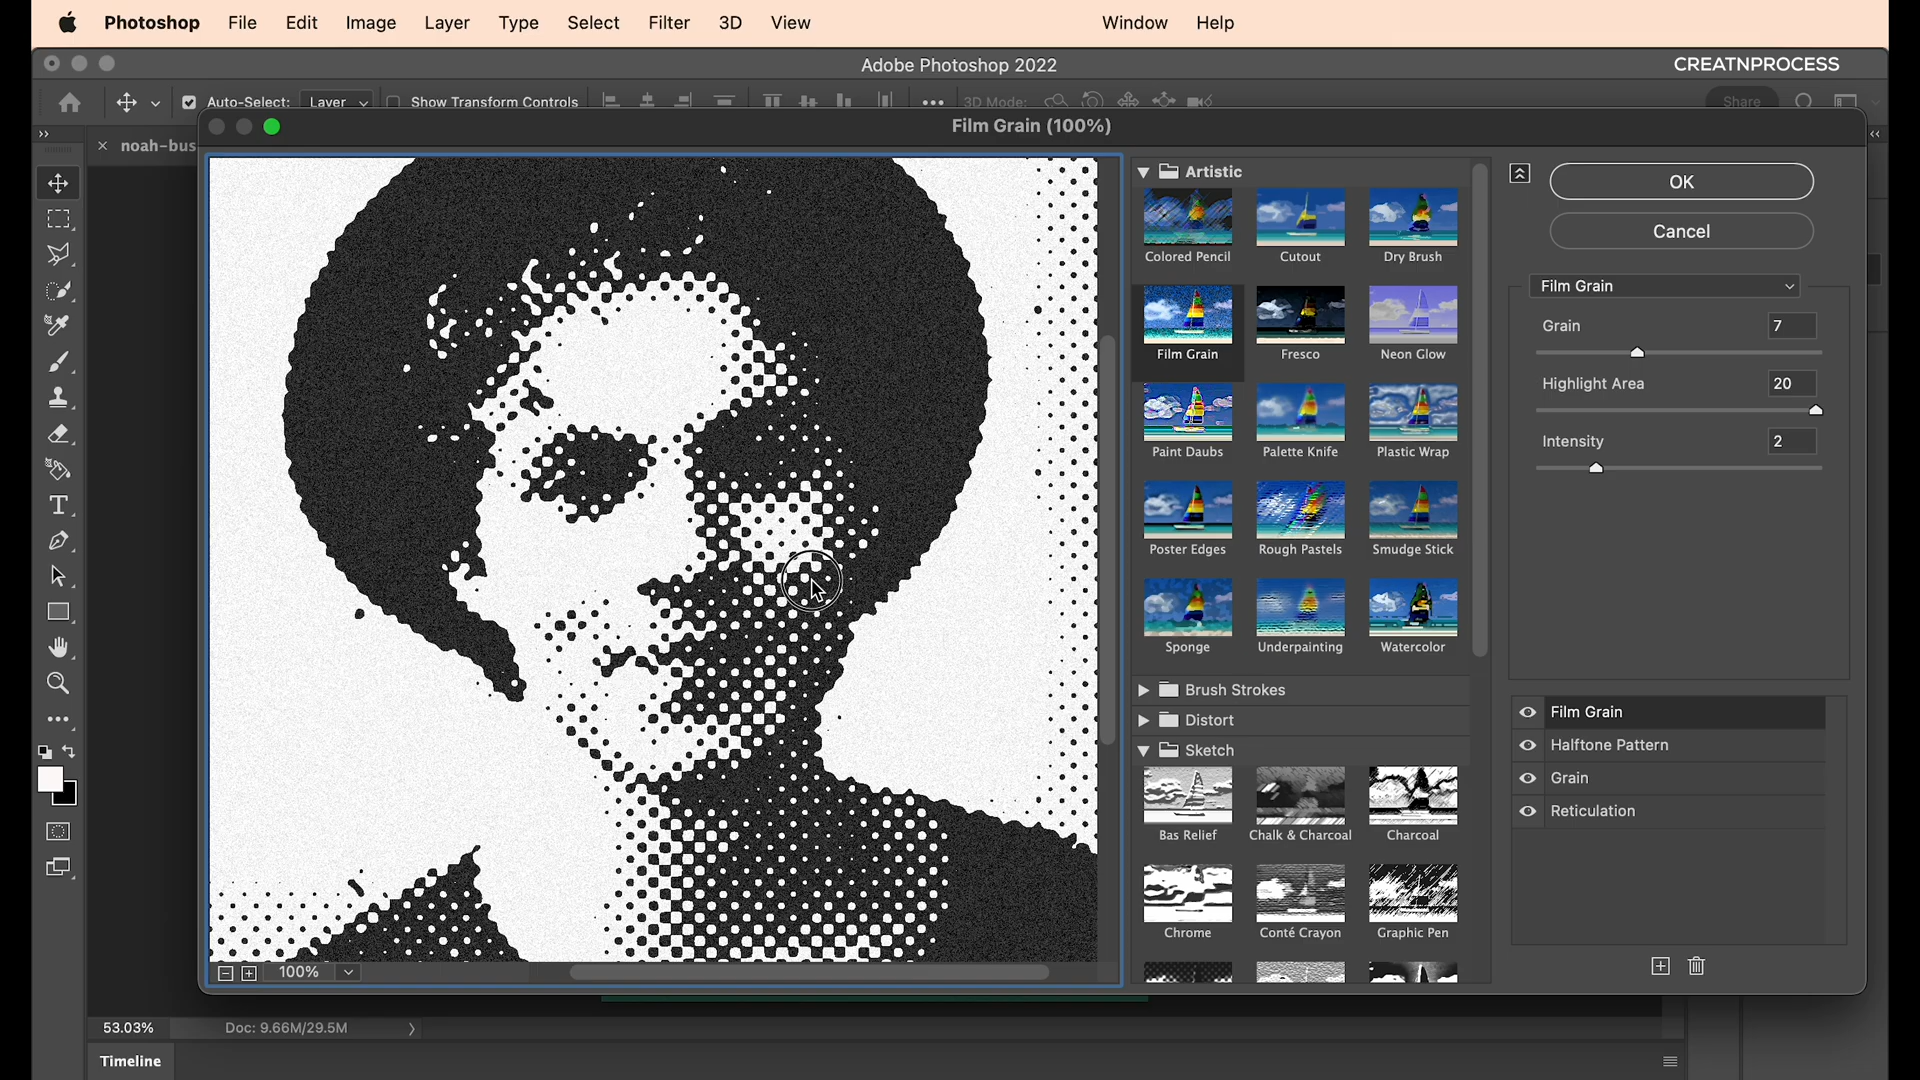 Photoshop File Edit Image Layer Type Select Filter 3D View Window Help
Adobe Photoshop 2022
CREATNPROCESS
Auto-Select: Layer Show Transform Controls 3D Mode: Share
noah-bus
Film Grain (100%)
Artistic
Colored Pencil Cutout Dry Brush
Film Grain Fresco Neon Glow
Paint Daubs Palette Knife Plastic Wrap
Poster Edges Rough Pastels Smudge Stick
Sponge Underpainting Watercolor
Brush Strokes
Distort
Sketch
Bas Relief Chalk & Charcoal Charcoal
Chrome Conté Crayon Graphic Pen
OK
Cancel
Film Grain
Grain 7
Highlight Area 20
Intensity 2
Film Grain
Halftone Pattern
Grain
Reticulation
100%
53.03% Doc: 9.66M/29.5M
Timeline